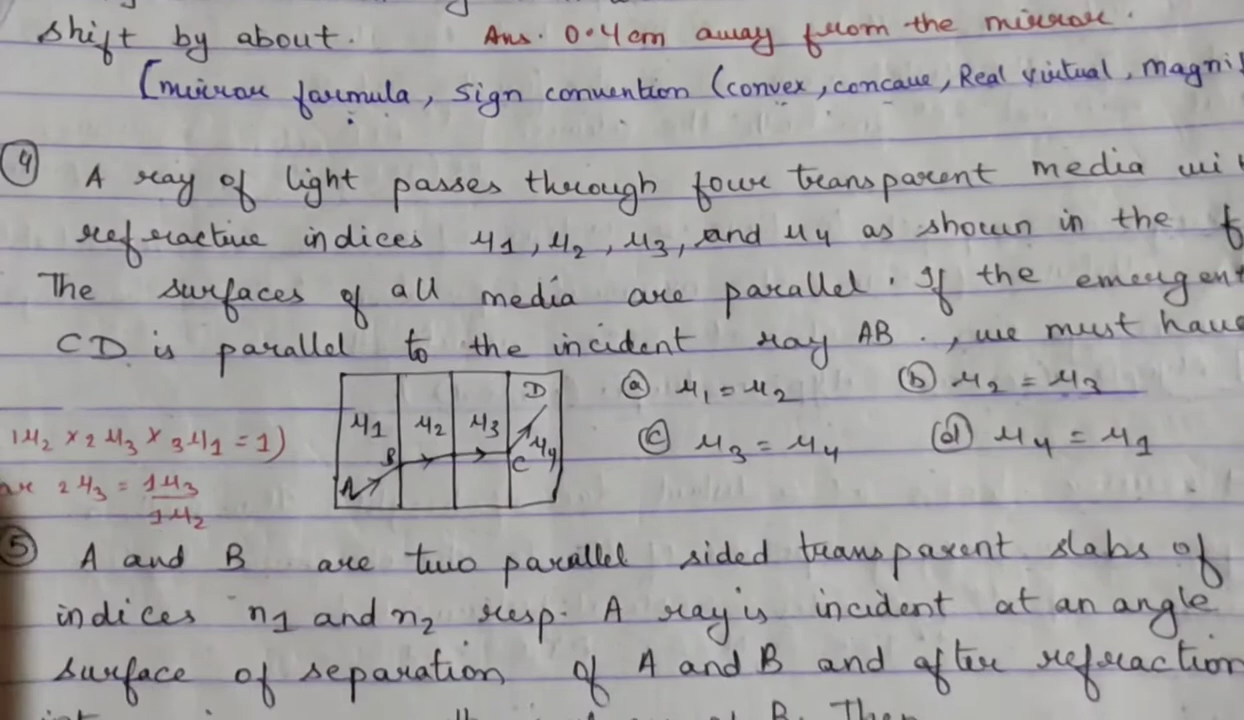 shift by about. Ans. 0.4 cm away from the mirror.
[mirror formula, Sign convention (convex, concave, Real virtual, magni
④ A ray of light passes through four transparent media wi
refractive indices μ1, μ2, μ3, and μ4 as shown in the f
The surfaces of all media are parallel. If the emergent
CD is parallel to the incident ray AB., we must have
ⓐ μ1 = μ2 ⓑ μ2 = μ3
ⓒ μ3 = μ4 ⓓ μ4 = μ1
μ1 μ2 μ3 μ4 A B C D
1μ2 × 2μ3 × 3μ1 = 1)
2μ3 = 1μ3
1μ2
⑤ A and B are two parallel sided transparent slabs of
indices n1 and n2 resp. A ray is incident at an angle
surface of separation of A and B and after refraction
B. Then